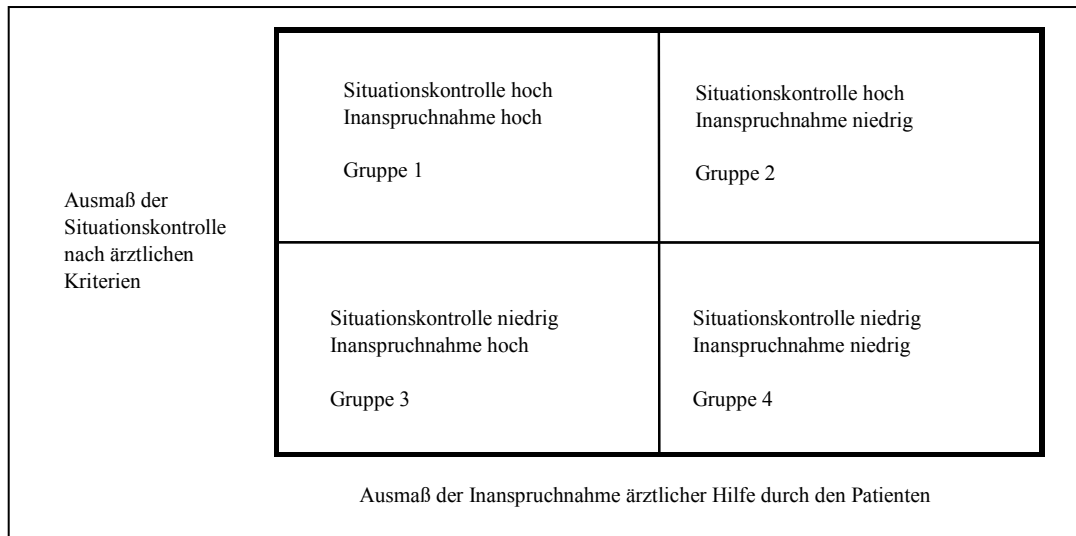 Situationskontrolle hoch
Inanspruchnahme hoch
Gruppe 1
Situationskontrolle hoch
Inanspruchnahme niedrig
Gruppe 2
Ausmaß der
Situationskontrolle
nach ärztlichen
Kriterien
Situationskontrolle niedrig
Inanspruchnahme hoch
Gruppe 3
Situationskontrolle niedrig
Inanspruchnahme niedrig
Gruppe 4
Ausmaß der Inanspruchnahme ärztlicher Hilfe durch den Patienten